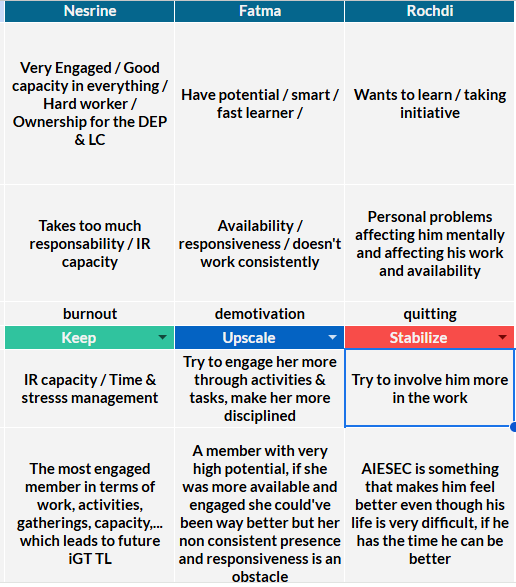 Nesrine
Fatma
Rochdi
Very Engaged / Good
capacity in everything /
Hard worker /
Ownership for the DEP
& LC
Have potential / smart /
fast learner /
Wants to learn / taking
initiative
Takes too much
responsability / IR
capacity
Availability /
responsiveness / doesn't
work consistently
Personal problems
affecting him mentally
and affecting his work
and availability
burnout
demotivation
quitting
Keep
Upscale
Stabilize
IR capacity / Time &
stresss management
Try to engage her more
through activities &
tasks, make her more
disciplined
Try to involve him more
in the work
The most engaged
member in terms of
work, activities,
gatherings, capacity,...
which leads to future
iGT TL
A member with very
high potential, if she
was more available and
engaged she could've
been way better but her
non consistent presence
and responsiveness is an
obstacle
AIESEC is something
that makes him feel
better even though his
life is very difficult, if he
has the time he can be
better